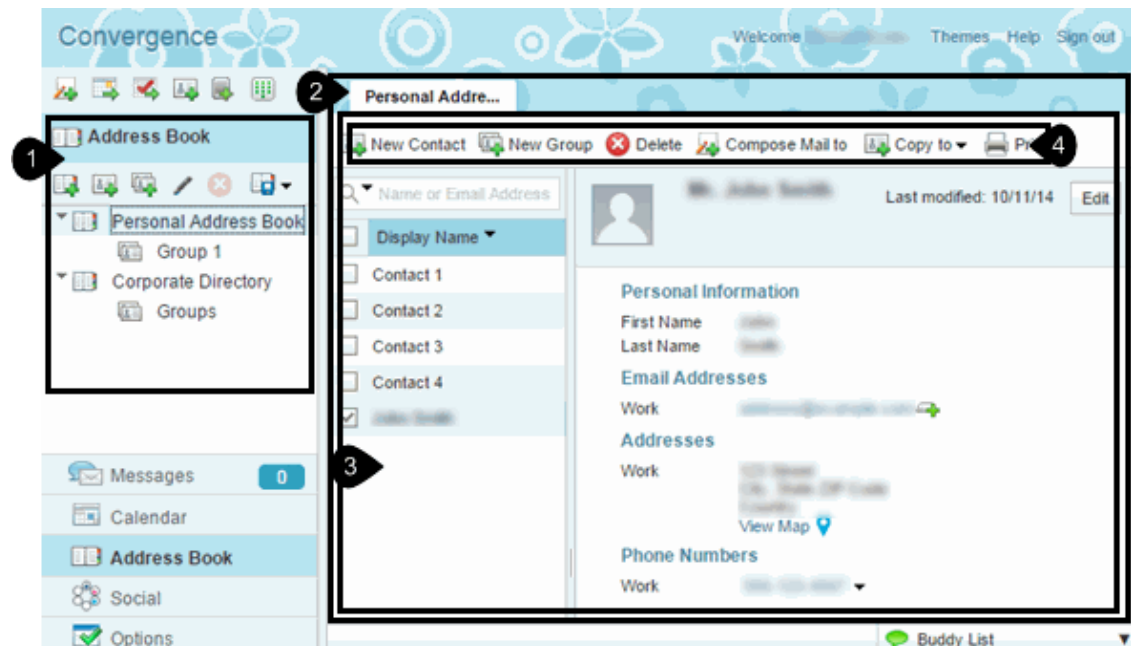 Convergence
Welcome
Themes Help Sign out
2
Personal Addre...
1
Address Book
New Contact New Group Delete Compose Mail to Copy to
4
Name or Email Address
Last modified: 10/11/14 Edit
Personal Address Book
Display Name
Group 1
Contact 1
Corporate Directory
Personal Information
Groups
Contact 2
First Name
Contact 3
Last Name
Contact 4
Email Addresses
Work
Addresses
3
Work
Messages 0
Calendar
View Map
Address Book
Phone Numbers
Social
Work
Options
Buddy List